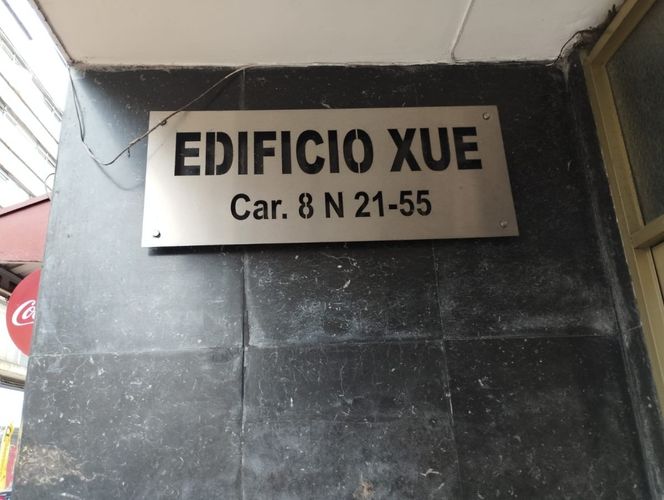 EDIFICIO XUE
Car. 8 N 21-55